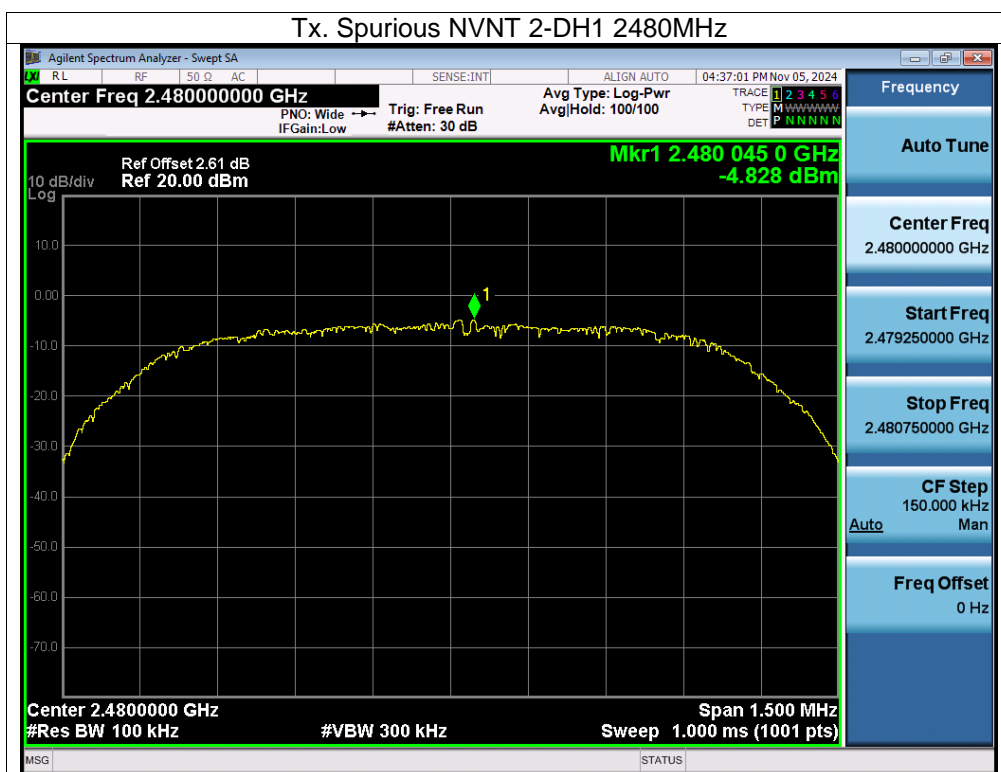 Tx. Spurious NVNT 2-DH1 2480MHz
Agilent Spectrum Analyzer - Swept SA
LXI RL RF 50 Ω AC SENSE:INT ALIGN AUTO 04:37:01 PM Nov 05, 2024
Center Freq 2.480000000 GHz
PNO: Wide
IFGain:Low
Trig: Free Run
#Atten: 30 dB
Avg Type: Log-Pwr
Avg|Hold: 100/100
TRACE 1 2 3 4 5 6
TYPE M WWWWW
DET P N N N N N
Ref Offset 2.61 dB
10 dB/div Ref 20.00 dBm
Log
Mkr1 2.480 045 0 GHz
-4.828 dBm
10.0
0.00
-10.0
-20.0
-30.0
-40.0
-50.0
-60.0
-70.0
1
Center 2.4800000 GHz Span 1.500 MHz
#Res BW 100 kHz #VBW 300 kHz Sweep 1.000 ms (1001 pts)
MSG STATUS
Frequency
Auto Tune
Center Freq
2.480000000 GHz
Start Freq
2.479250000 GHz
Stop Freq
2.480750000 GHz
CF Step
150.000 kHz
Auto Man
Freq Offset
0 Hz